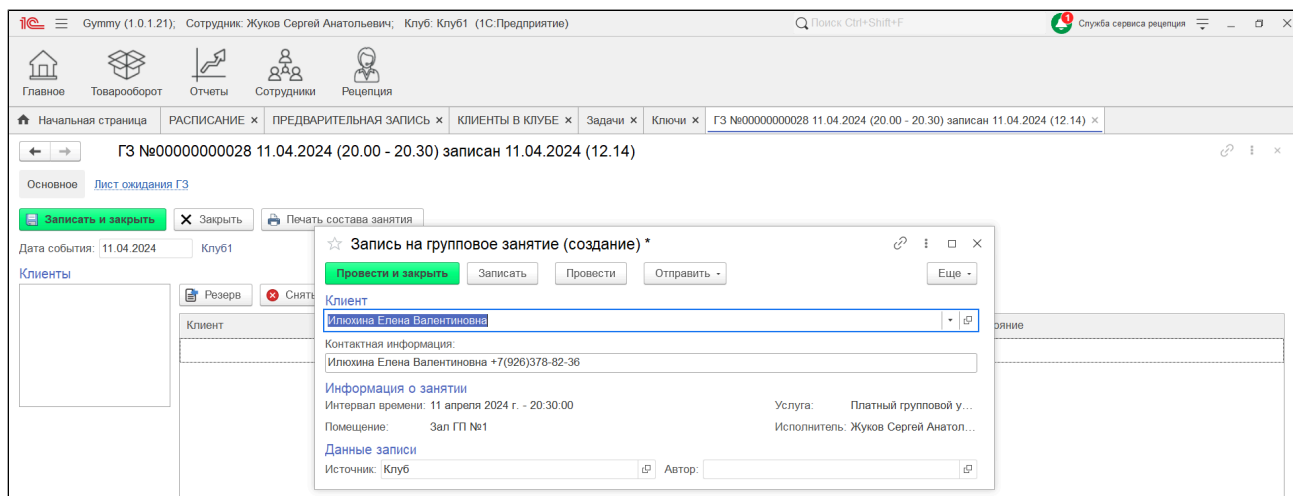 1С Gymmy (1.0.1.21); Сотрудник: Жуков Сергей Анатольевич; Клуб: Клуб1 (1С:Предприятие) Поиск Ctrl+Shift+F 1 Служба сервиса рецепция
Главное Товарооборот Отчеты Сотрудники Рецепция
Начальная страница РАСПИСАНИЕ × ПРЕДВАРИТЕЛЬНАЯ ЗАПИСЬ × КЛИЕНТЫ В КЛУБЕ × Задачи × Ключи × ГЗ №00000000028 11.04.2024 (20.00 - 20.30) записан 11.04.2024 (12.14) ×
ГЗ №00000000028 11.04.2024 (20.00 - 20.30) записан 11.04.2024 (12.14)
Основное Лист ожидания ГЗ
Записать и закрыть Закрыть Печать состава занятия
Дата события: 11.04.2024 Клуб1
Клиенты
Резерв Снять
Клиент ояние
Запись на групповое занятие (создание) *
Провести и закрыть Записать Провести Отправить Еще
Клиент
Илюхина Елена Валентиновна
Контактная информация:
Илюхина Елена Валентиновна +7(926)378-82-36
Информация о занятии
Интервал времени: 11 апреля 2024 г. - 20:30:00 Услуга: Платный групповой у...
Помещение: Зал ГП №1 Исполнитель: Жуков Сергей Анатол...
Данные записи
Источник: Клуб Автор: